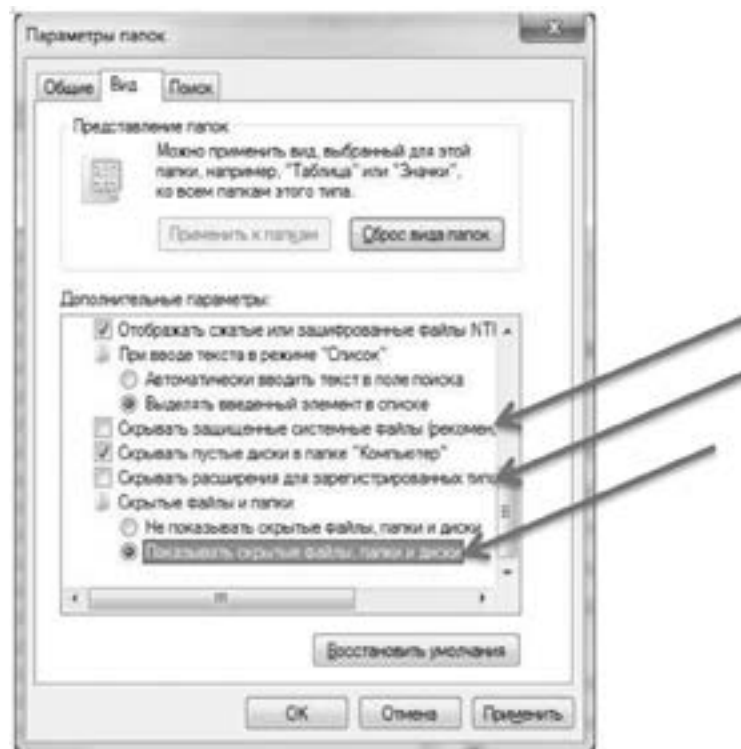 Параметры папок
Общие Вид Поиск
Представление папок
Можно применить вид, выбранный для этой
папки, например, "Таблица" или "Значки",
ко всем папкам этого типа.
Применить к папкам Сброс вида папок
Дополнительные параметры:
Отображать сжатые или зашифрованные файлы NTI
При вводе текста в режиме "Список"
Автоматически вводить текст в поле поиска
Выделять введенный элемент в списке
Скрывать защищенные системные файлы (рекомен
Скрывать пустые диски в папке "Компьютер"
Скрывать расширения для зарегистрированных типо
Скрытые файлы и папки
Не показывать скрытые файлы, папки и диски
Показывать скрытые файлы, папки и диски
Восстановить умолчания
ОК Отмена Применить